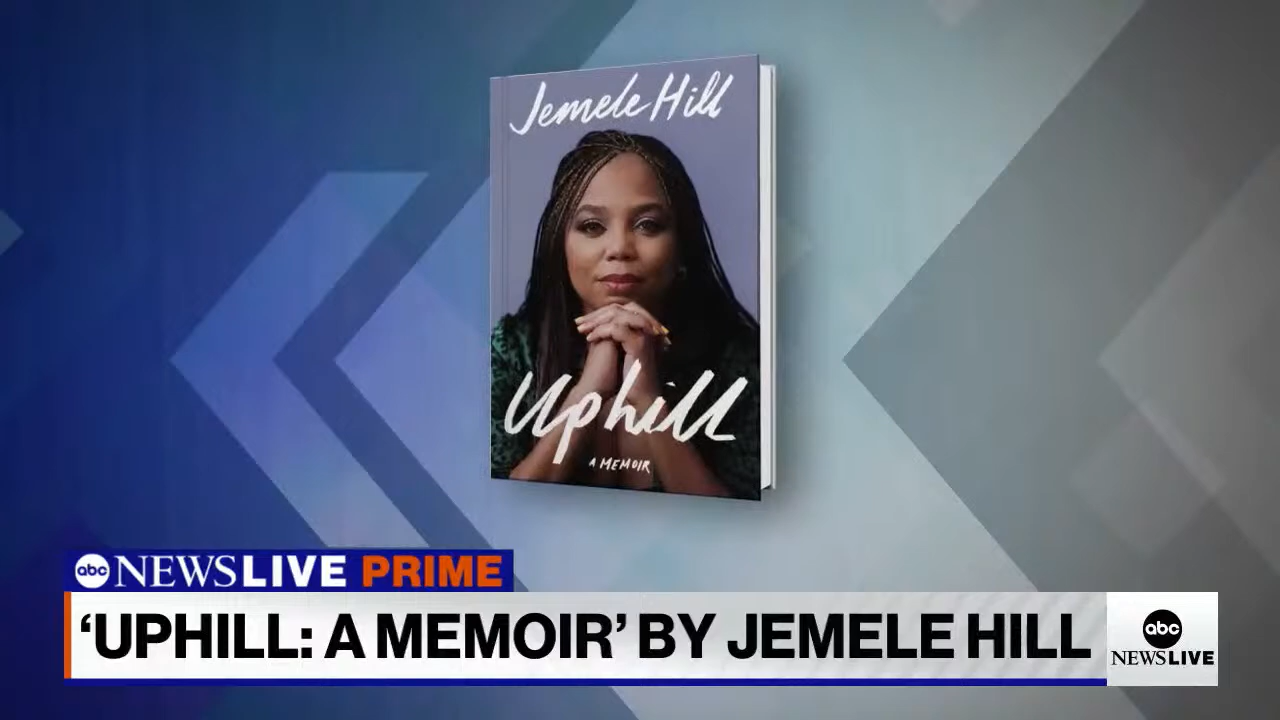 Jemele Hill
Uphill
A MEMOIR
abc NEWS LIVE PRIME
‘UPHILL: A MEMOIR’ BY JEMELE HILL
abc
NEWS LIVE